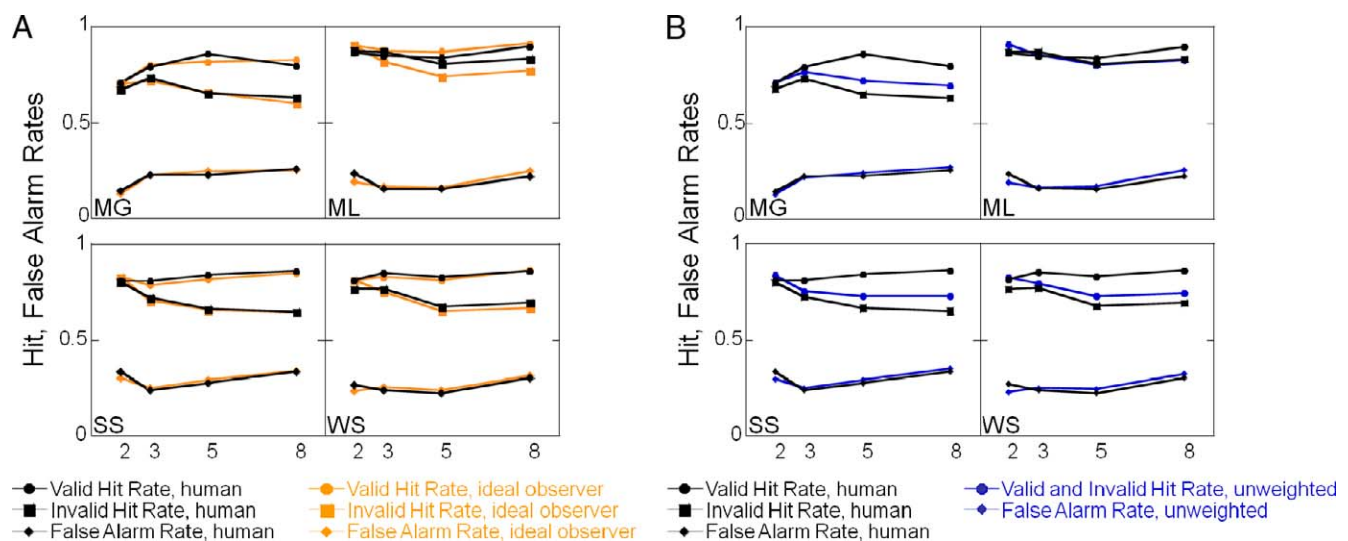 A
B
Hit, False Alarm Rates
1
0.5
0
MG
ML
1
0.5
0
SS
WS
2 3 5 8
2 3 5 8
Valid Hit Rate, human
Invalid Hit Rate, human
False Alarm Rate, human
Valid Hit Rate, ideal observer
Invalid Hit Rate, ideal observer
False Alarm Rate, ideal observer
Hit, False Alarm Rates
1
0.5
0
MG
ML
1
0.5
0
SS
WS
2 3 5 8
2 3 5 8
Valid Hit Rate, human
Invalid Hit Rate, human
False Alarm Rate, human
Valid and Invalid Hit Rate, unweighted
False Alarm Rate, unweighted